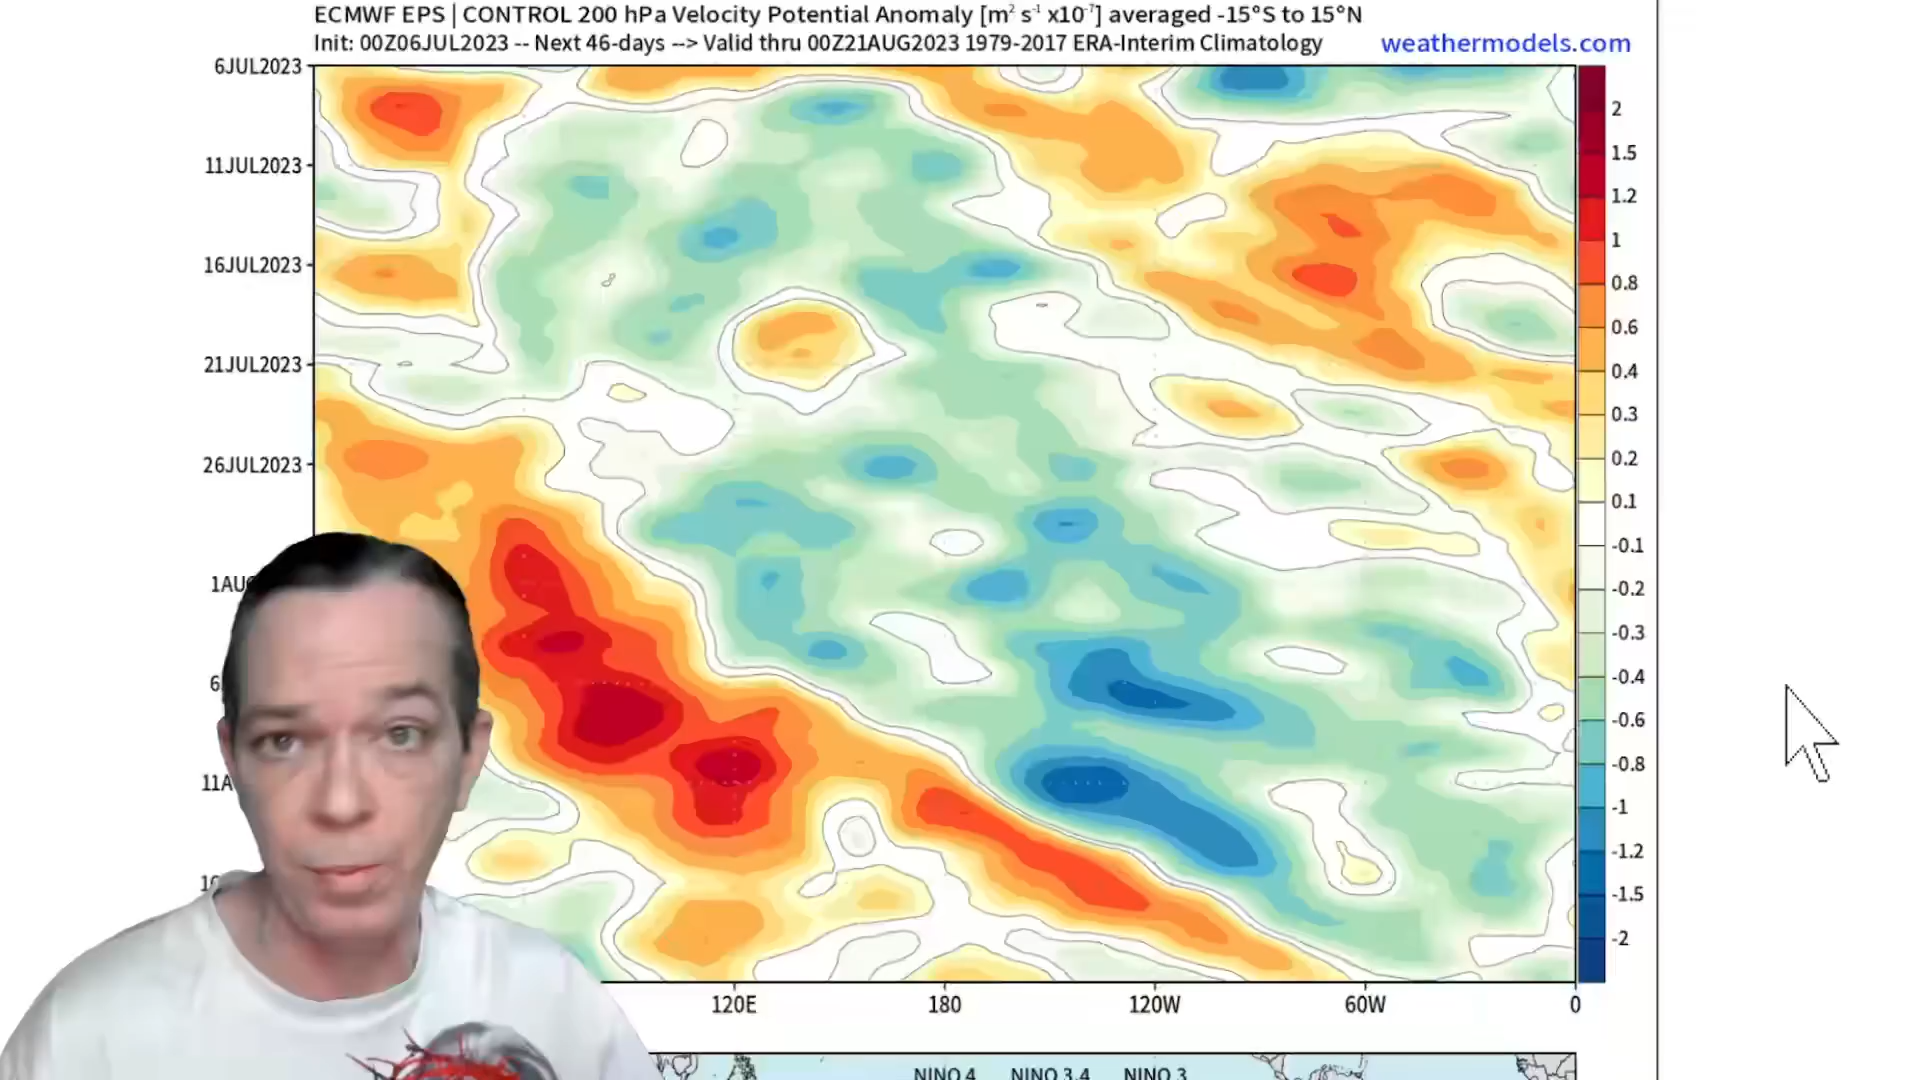 ECMWF EPS | CONTROL 200 hPa Velocity Potential Anomaly [m² s⁻¹ x10⁻⁷] averaged -15°S to 15°N
Init: 00Z06JUL2023 -- Next 46-days --> Valid thru 00Z21AUG2023 1979-2017 ERA-Interim Climatology
weathermodels.com
6JUL2023
11JUL2023
16JUL2023
21JUL2023
26JUL2023
1AUG
6
11A
2
1.5
1.2
1
0.8
0.6
0.4
0.3
0.2
0.1
-0.1
-0.2
-0.3
-0.4
-0.6
-0.8
-1
-1.2
-1.5
-2
120E
180
120W
60W
0
NINO 4
NINO 3.4
NINO 3